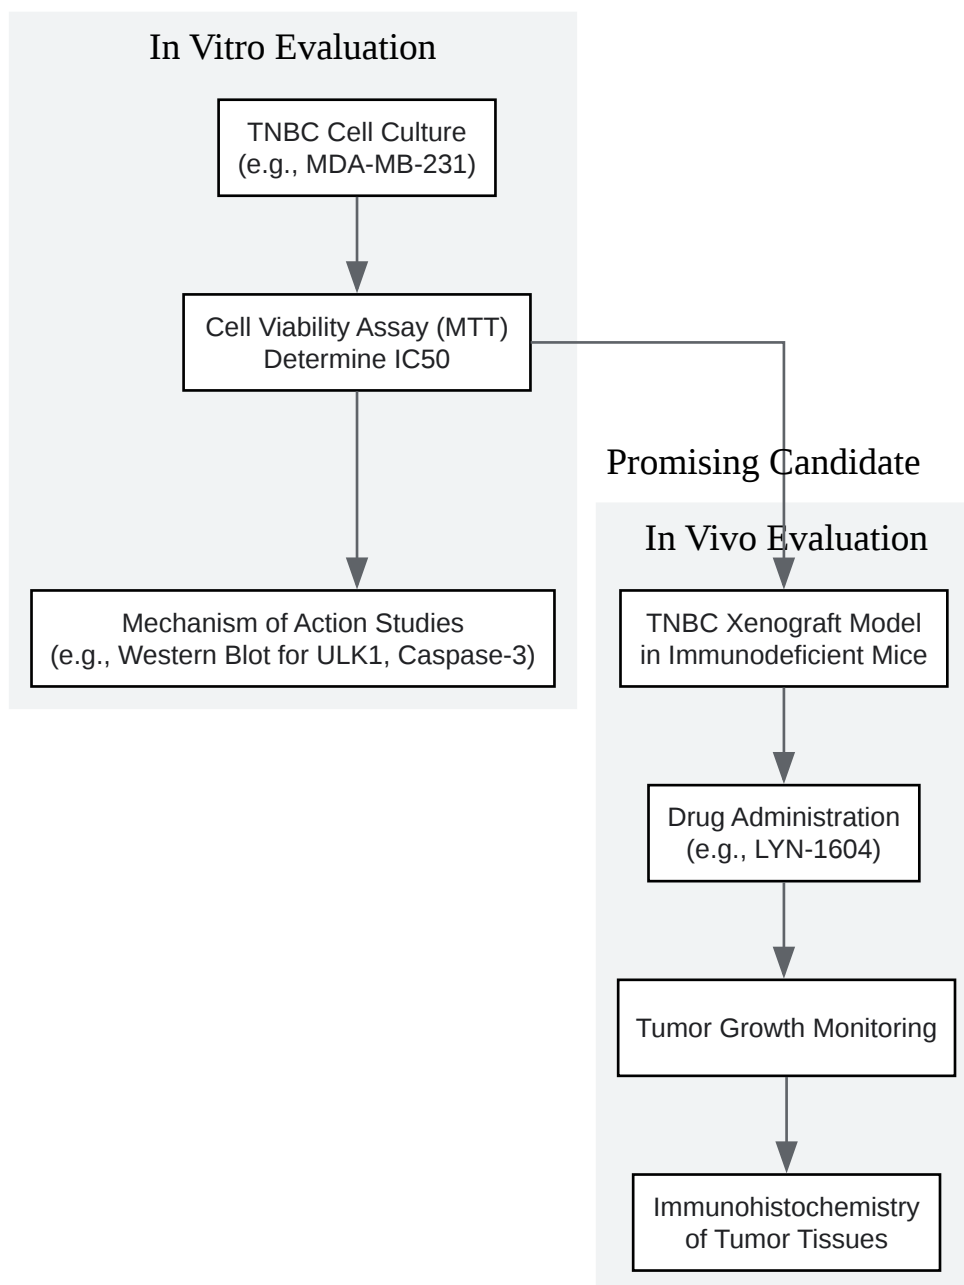 In Vitro Evaluation
TNBC Cell Culture
(e.g., MDA-MB-231)
Cell Viability Assay (MTT)
Determine IC50
Mechanism of Action Studies
(e.g., Western Blot for ULK1, Caspase-3)
Promising Candidate
In Vivo Evaluation
TNBC Xenograft Model
in Immunodeficient Mice
Drug Administration
(e.g., LYN-1604)
Tumor Growth Monitoring
Immunohistochemistry
of Tumor Tissues